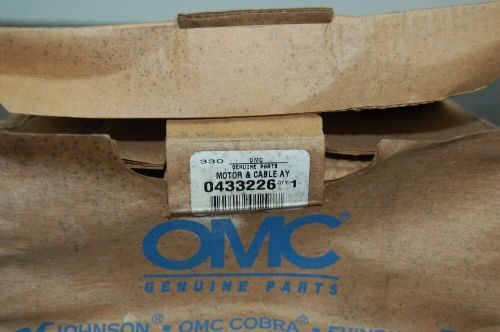 330 OMC
GENUINE PARTS
MOTOR & CABLE AY
0433226 QTY 1
OMC
GENUINE PARTS
JOHNSON • OMC COBRA